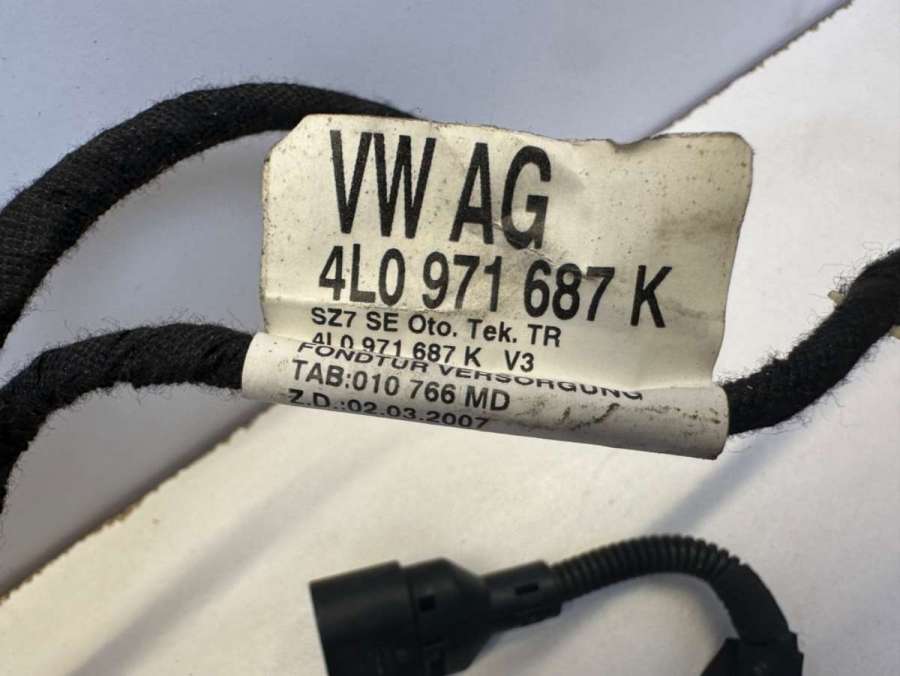 VW AG
4L0 971 687 K
SZ7 SE Oto. Tek. TR
4L0 971 687 K V3
FONDTUR VERSORGUNG
TAB:010 766 MD
Z.D.:02.03.2007